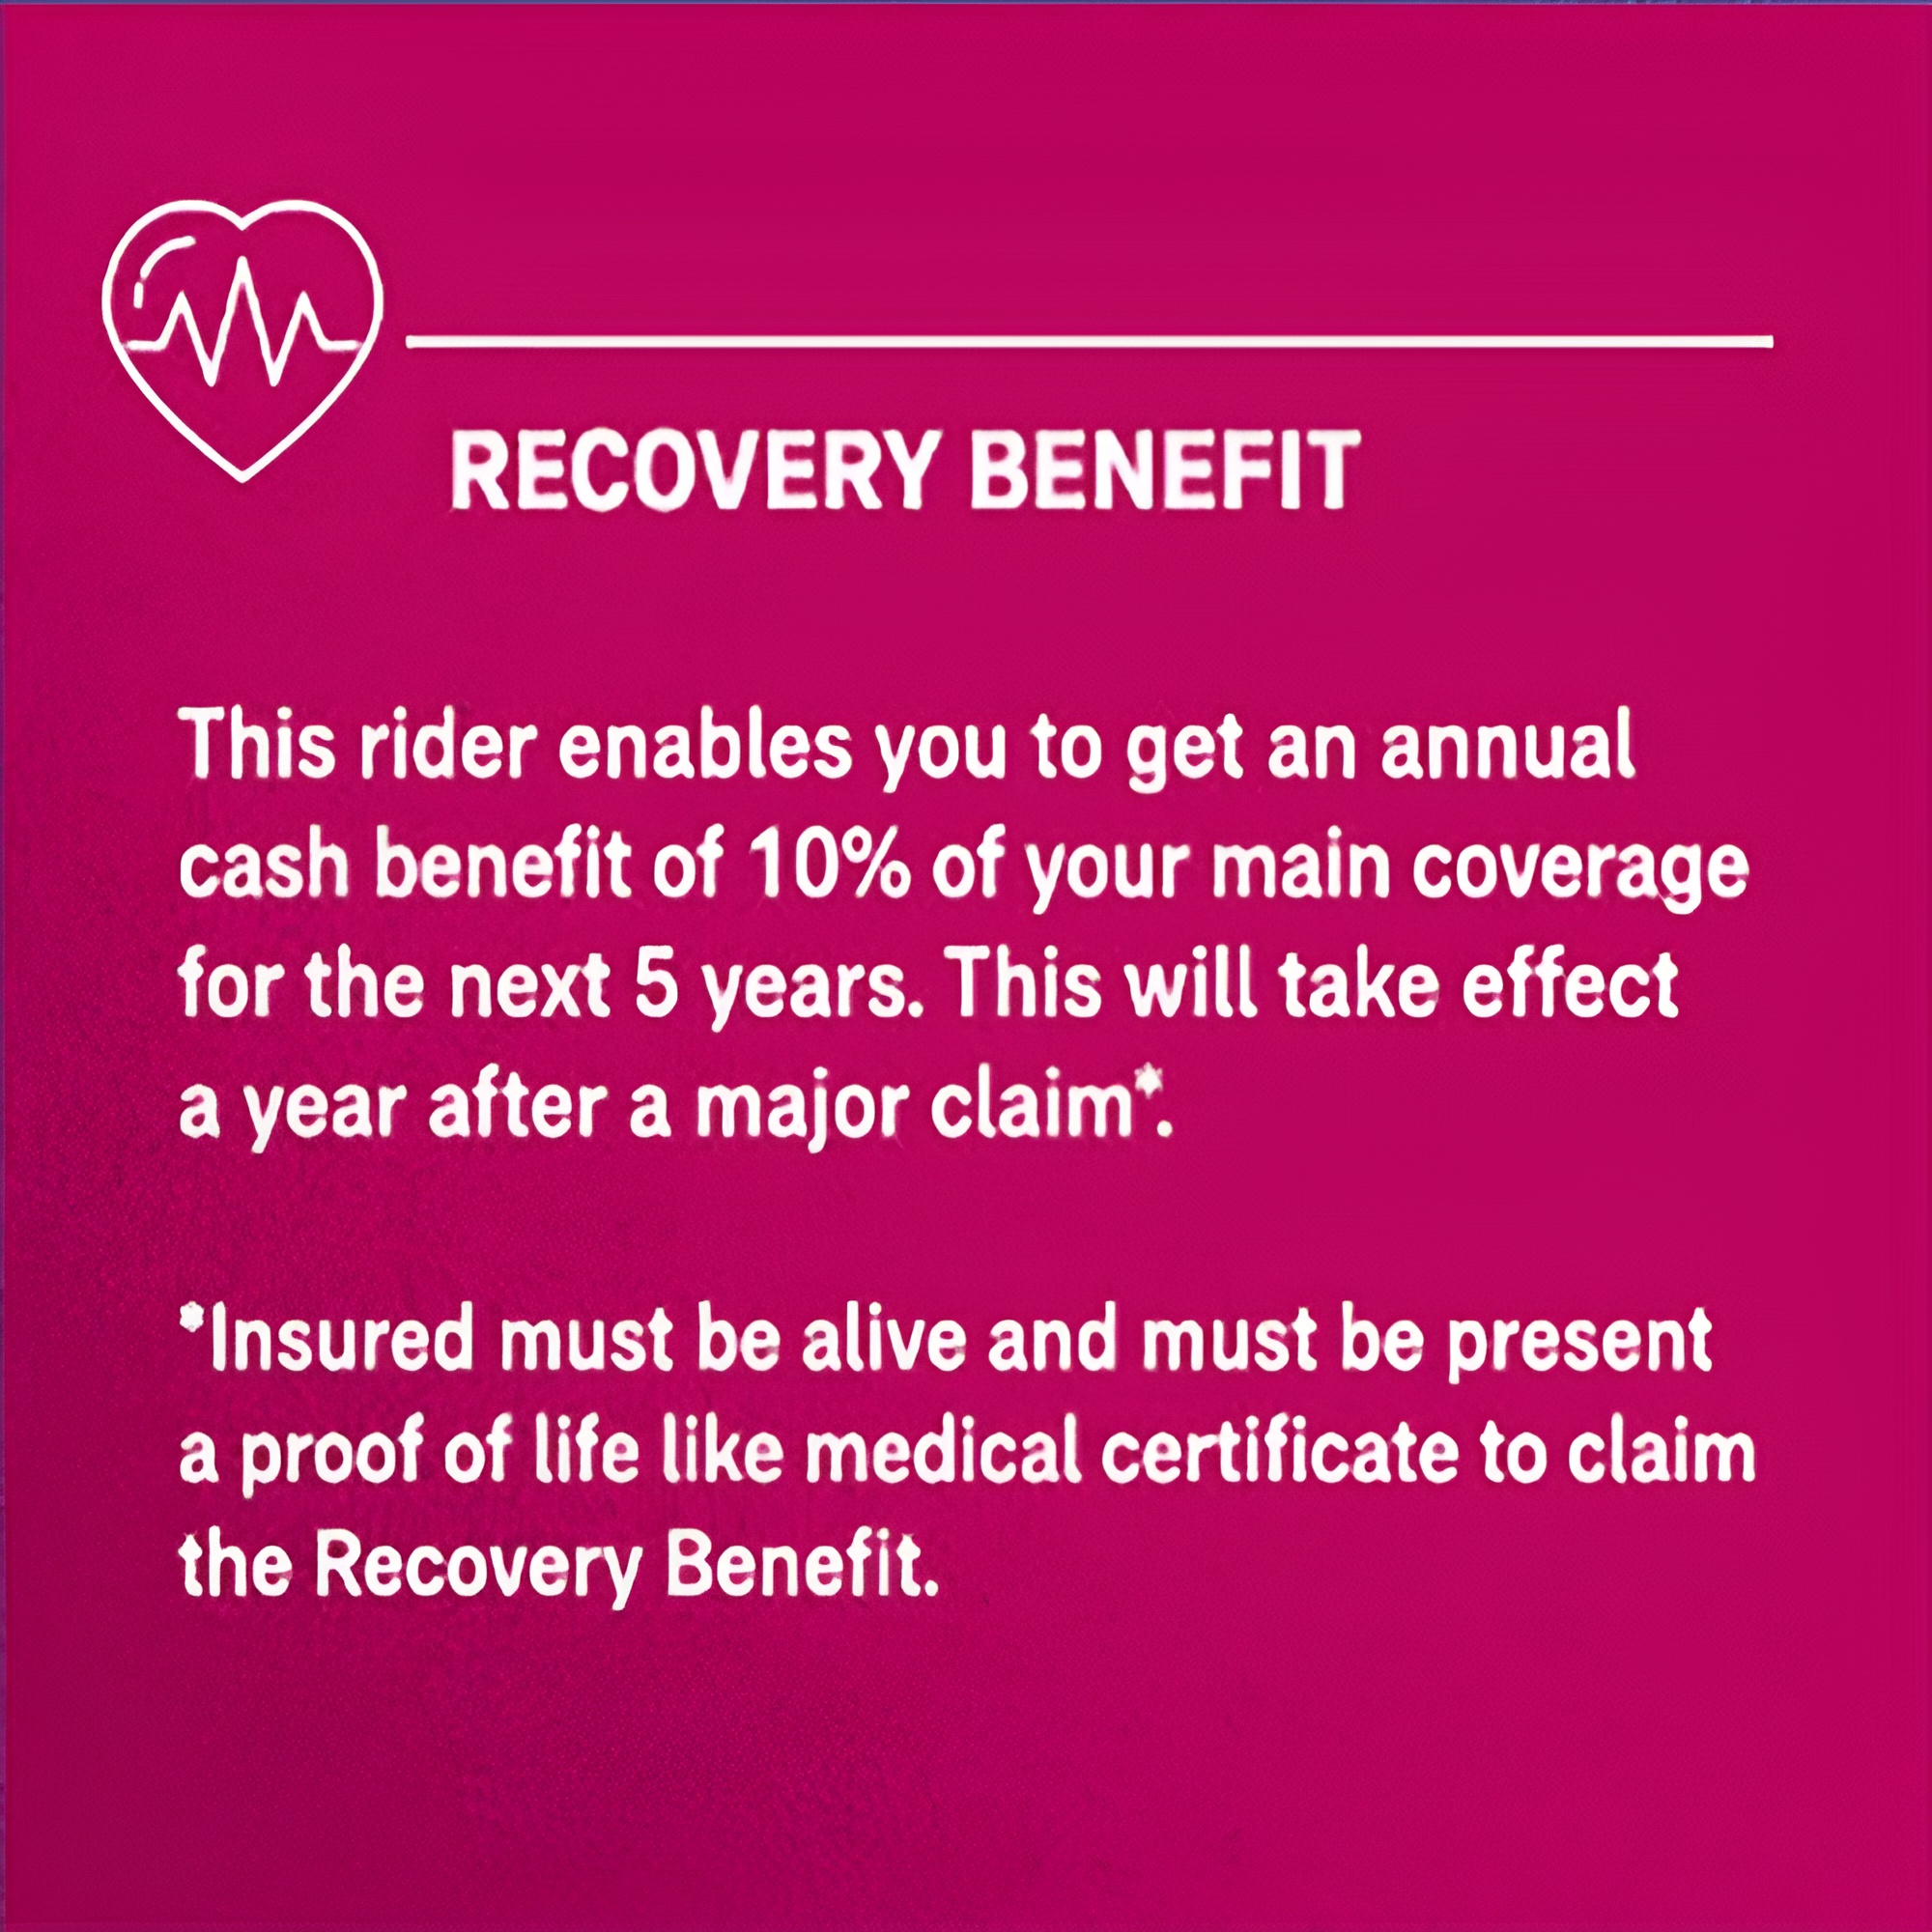 RECOVERY BENEFIT
This rider enables you to get an annual
cash benefit of 10% of your main coverage
for the next 5 years. This will take effect
a year after a major claim*.
*Insured must be alive and must be present
a proof of life like medical certificate to claim
the Recovery Benefit.